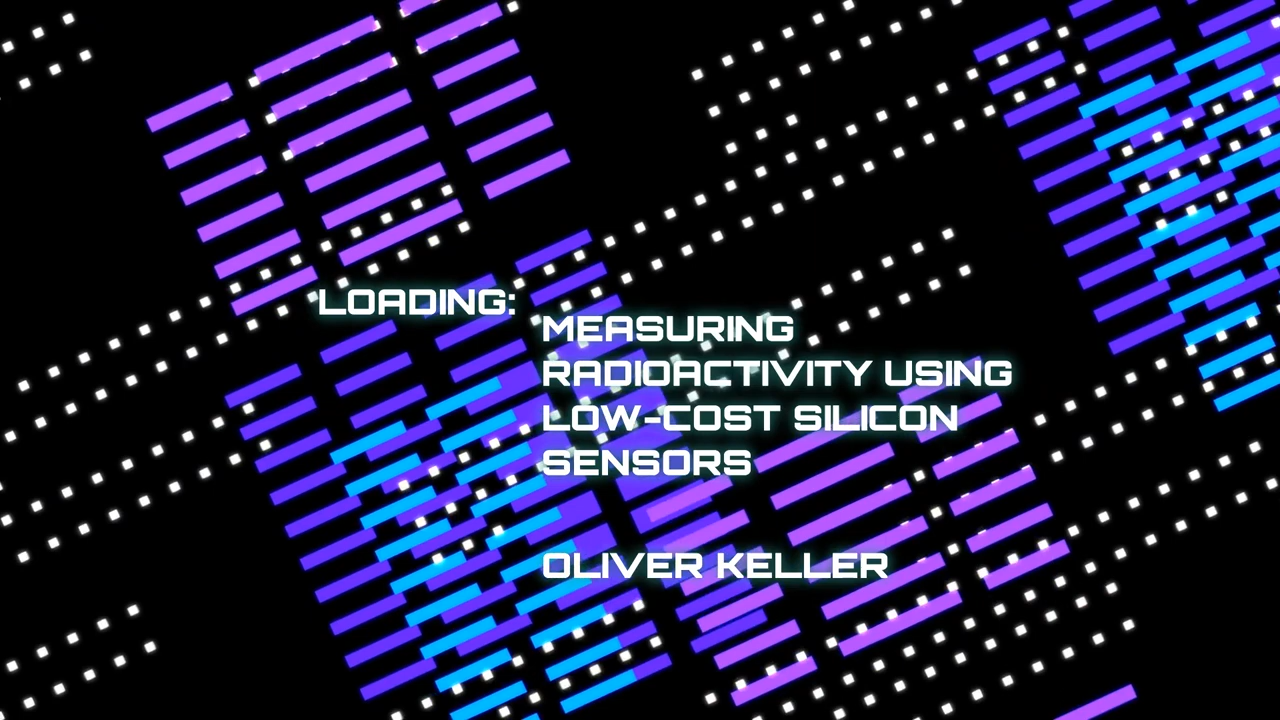 LOADING:
MEASURING
RADIOACTIVITY USING
LOW-COST SILICON
SENSORS
OLIVER KELLER